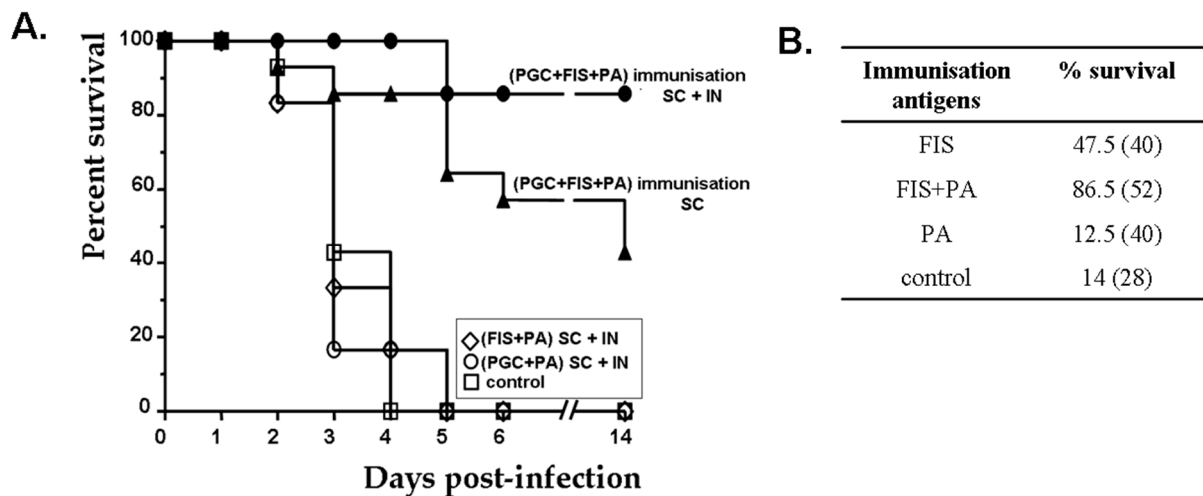 A.
Percent survival
100
80
60
40
20
0
(PGC+FIS+PA) immunisation
SC + IN
(PGC+FIS+PA) immunisation
SC
(FIS+PA) SC + IN
(PGC+PA) SC + IN
control
0 1 2 3 4 5 6 14
Days post-infection
B.
Immunisation antigens % survival
FIS 47.5 (40)
FIS+PA 86.5 (52)
PA 12.5 (40)
control 14 (28)